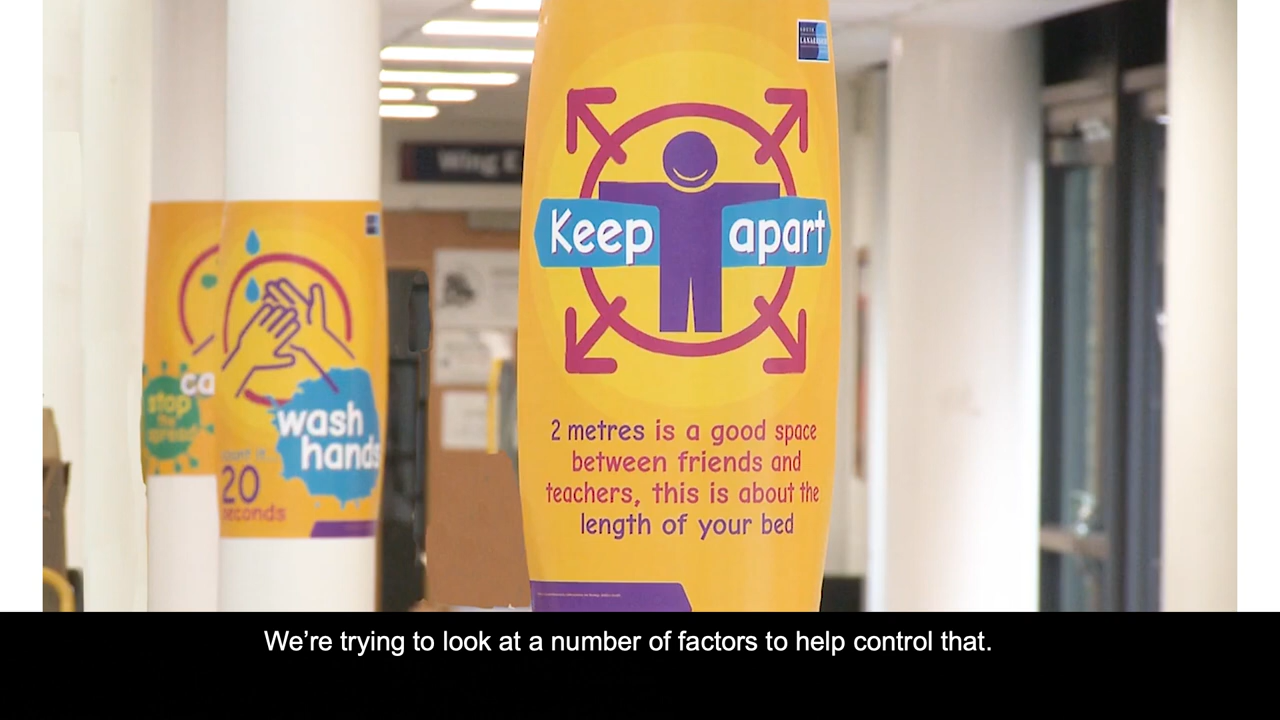 Keep apart
2 metres is a good space
between friends and
teachers, this is about the
length of your bed
wash
hands
20
seconds
ca
stop
the
spread
Wing E
We're trying to look at a number of factors to help control that.